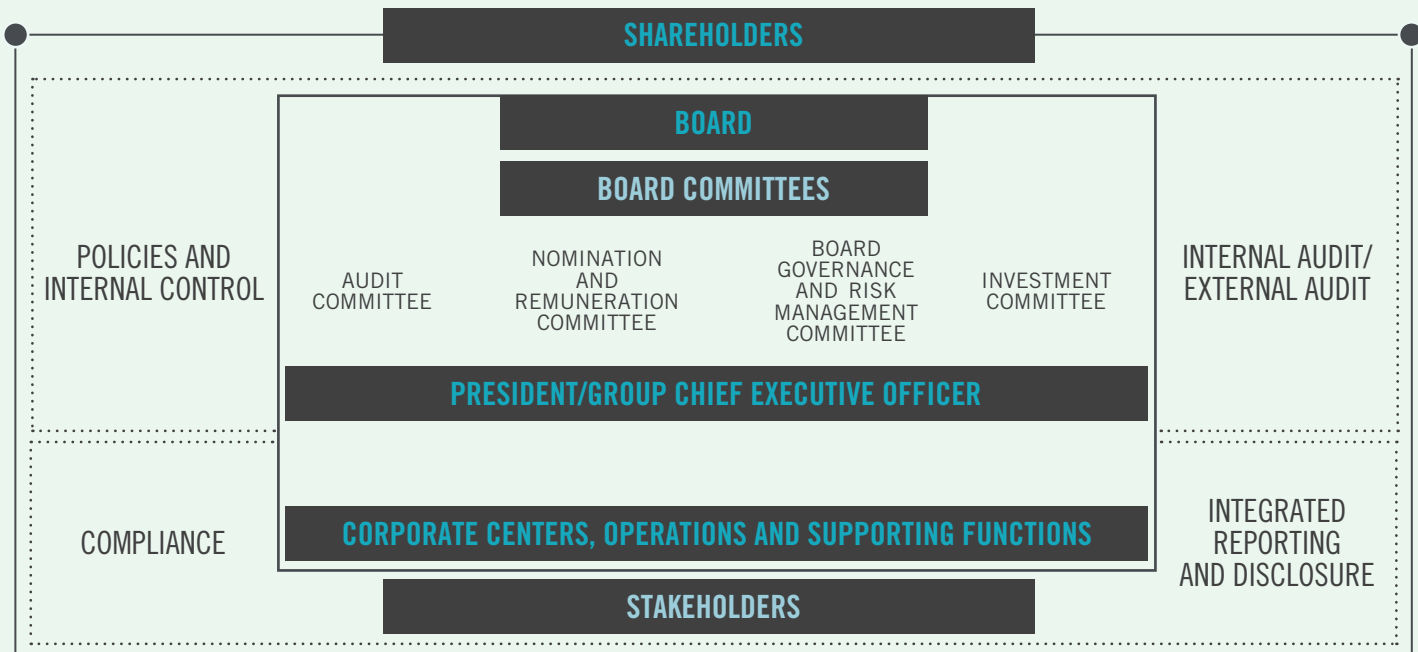 SHAREHOLDERS
BOARD
BOARD COMMITTEES
POLICIES AND
INTERNAL CONTROL
AUDIT
COMMITTEE
NOMINATION
AND
REMUNERATION
COMMITTEE
BOARD
GOVERNANCE
AND RISK
MANAGEMENT
COMMITTEE
INVESTMENT
COMMITTEE
INTERNAL AUDIT/
EXTERNAL AUDIT
PRESIDENT/GROUP CHIEF EXECUTIVE OFFICER
COMPLIANCE
CORPORATE CENTERS, OPERATIONS AND SUPPORTING FUNCTIONS
INTEGRATED
REPORTING
AND DISCLOSURE
STAKEHOLDERS